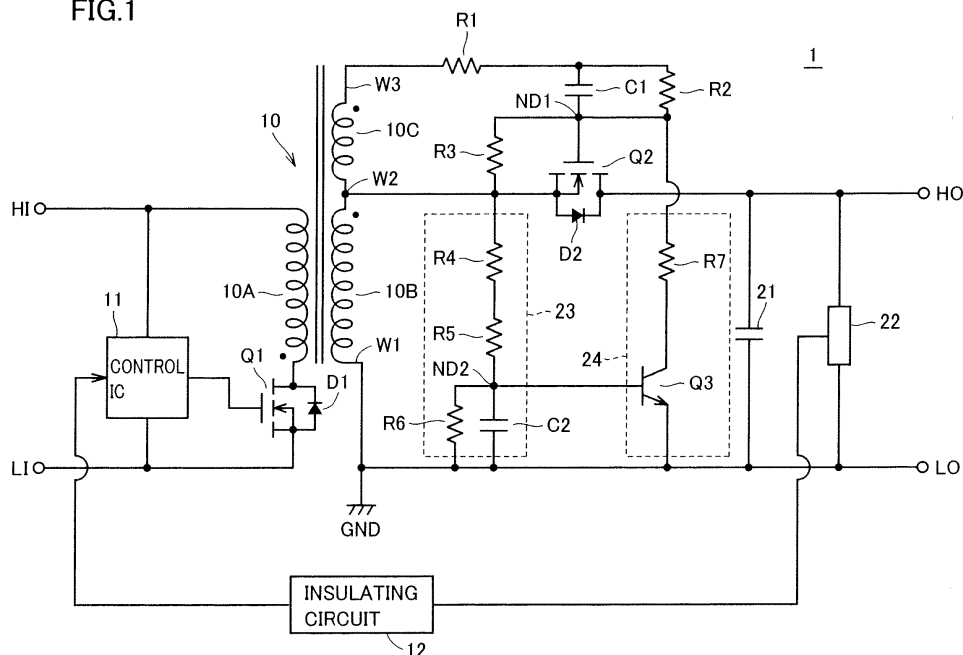 FIG.1
R1
1
W3
C1
R2
ND1
10
10C
R3
Q2
W2
HI
HO
D2
R4
R7
11
10A
10B
23
21
22
R5
W1
24
CONTROL
IC
Q1
D1
ND2
Q3
R6
C2
LI
LO
GND
INSULATING
CIRCUIT
12